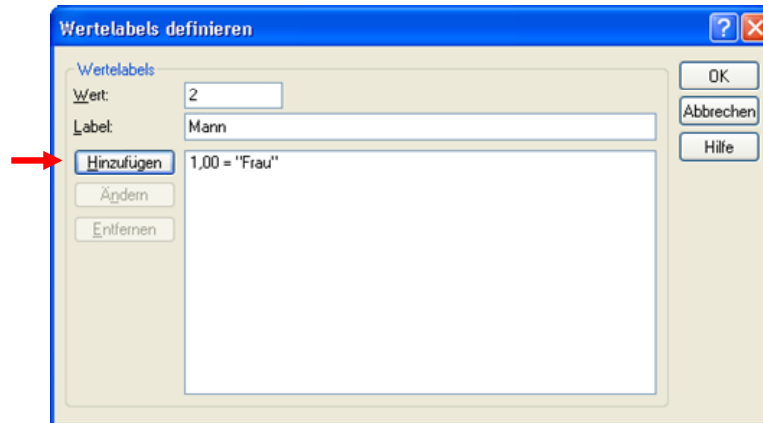 Wertelabels definieren
Wertelabels
Wert:
2
Label:
Mann
Hinzufügen
1,00 = "Frau"
Ändern
Entfernen
OK
Abbrechen
Hilfe